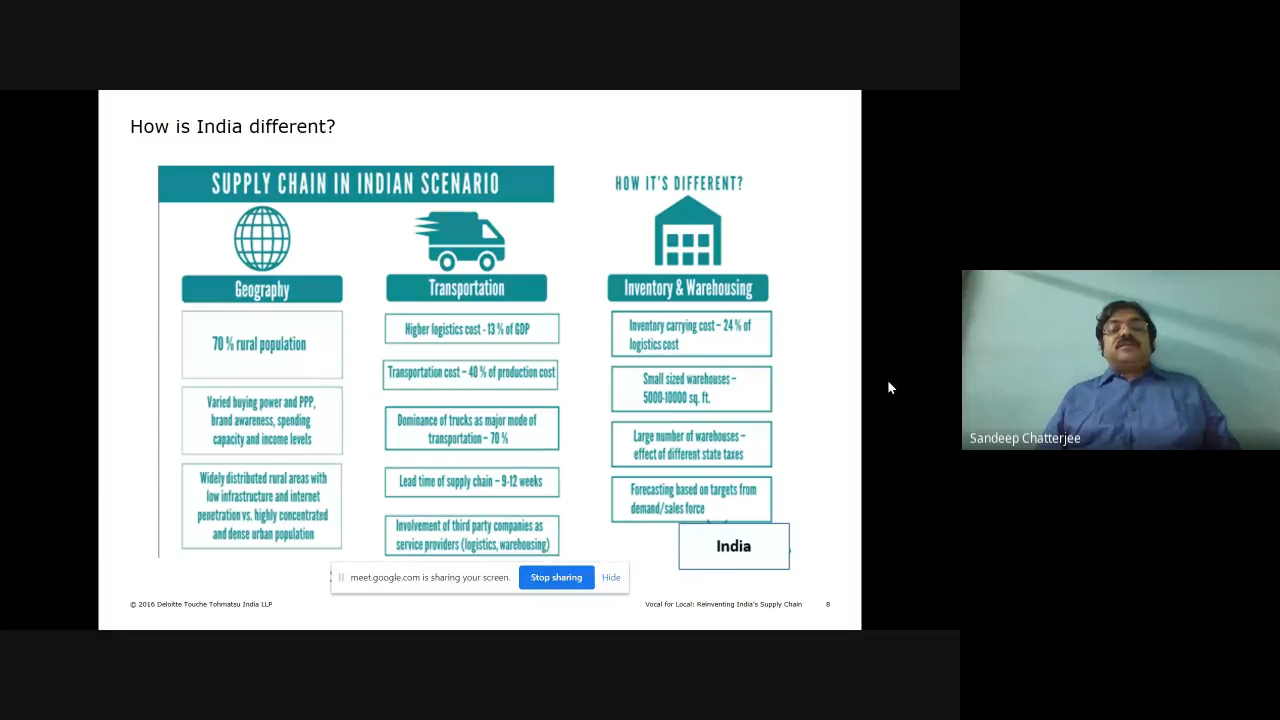 How is India different?
SUPPLY CHAIN IN INDIAN SCENARIO
HOW IT'S DIFFERENT?
Geography
70 % rural population
Varied buying power and PPP,
brand awareness, spending
capacity and income levels
Widely distributed rural areas with
low infrastructure and internet
penetration vs. highly concentrated
and dense urban population
Transportation
Higher logistics cost - 13 % of GDP
Transportation cost – 40 % of production cost
Dominance of trucks as major mode of
transportation – 70 %
Lead time of supply chain – 9-12 weeks
Involvement of third party companies as
service providers (logistics, warehousing)
Inventory & Warehousing
Inventory carrying cost – 24 % of
logistics cost
Small sized warehouses –
5000-10000 sq. ft.
Large number of warehouses –
effect of different state taxes
Forecasting based on targets from
demand/sales force
India
meet.google.com is sharing your screen.
Stop sharing
Hide
© 2016 Deloitte Touche Tohmatsu India LLP
Vocal for Local: Reinventing India's Supply Chain
8
Sandeep Chatterjee